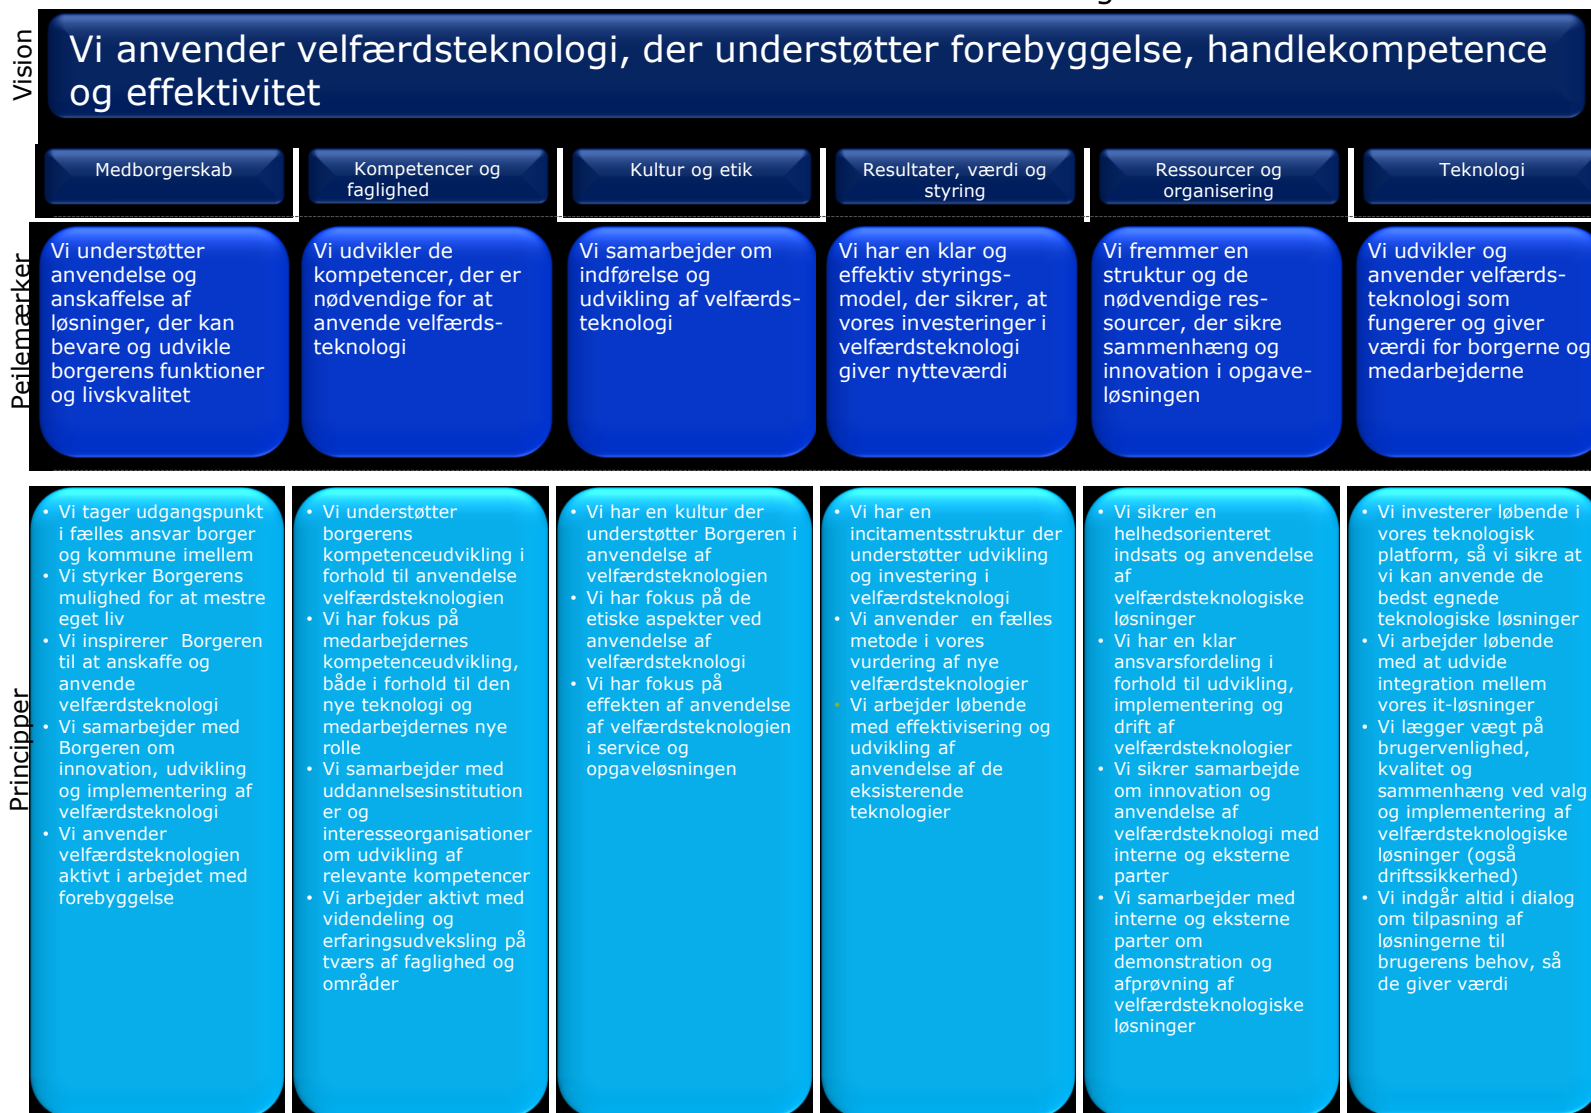 Vision
Vi anvender velfærdsteknologi, der understøtter forebyggelse, handlekompetence
og effektivitet
Medborgerskab
Kompetencer og
faglighed
Kultur og etik
Resultater, værdi og
styring
Ressourcer og
organisering
Teknologi
Pejlemærker
Vi understøtter
anvendelse og
anskaffelse af
løsninger, der kan
bevare og udvikle
borgerens funktioner
og livskvalitet
Vi udvikler de
kompetencer, der er
nødvendige for at
anvende velfærds-
teknologi
Vi samarbejder om
indførelse og
udvikling af velfærds-
teknologi
Vi har en klar og
effektiv styrings-
model, der sikrer, at
vores investeringer i
velfærdsteknologi
giver nytteværdi
Vi fremmer en
struktur og de
nødvendige res-
sourcer, der sikre
sammenhæng og
innovation i opgave-
løsningen
Vi udvikler og
anvender velfærds-
teknologi som
fungerer og giver
værdi for borgerne og
medarbejderne
Principper
• Vi tager udgangspunkt
i fælles ansvar borger
og kommune imellem
• Vi styrker Borgerens
mulighed for at mestre
eget liv
• Vi inspirerer  Borgeren
til at anskaffe og
anvende
velfærdsteknologi
• Vi samarbejder med
Borgeren om
innovation, udvikling
og implementering af
velfærdsteknologi
• Vi anvender
velfærdsteknologien
aktivt i arbejdet med
forebyggelse
• Vi understøtter
borgerens
kompetenceudvikling i
forhold til anvendelse
velfærdsteknologien
• Vi har fokus på
medarbejdernes
kompetenceudvikling,
både i forhold til den
nye teknologi og
medarbejdernes nye
rolle
• Vi samarbejder med
uddannelsesinstitution
er og
interesseorganisationer
om udvikling af
relevante kompetencer
• Vi arbejder aktivt med
videndeling og
erfaringsudveksling på
tværs af faglighed og
områder
• Vi har en kultur der
understøtter Borgeren i
anvendelse af
velfærdsteknologien
• Vi har fokus på de
etiske aspekter ved
anvendelse af
velfærdsteknologi
• Vi har fokus på
effekten af anvendelse
af velfærdsteknologien
i service og
opgaveløsningen
• Vi har en
incitamentsstruktur der
understøtter udvikling
og investering i
velfærdsteknologi
• Vi anvender  en fælles
metode i vores
vurdering af nye
velfærdsteknologier
• Vi arbejder løbende
med effektivisering og
udvikling af
anvendelse af de
eksisterende
teknologier
• Vi sikrer en
helhedsorienteret
indsats og anvendelse
af
velfærdsteknologiske
løsninger
• Vi har en klar
ansvarsfordeling i
forhold til udvikling,
implementering og
drift af
velfærdsteknologier
• Vi sikrer samarbejde
om innovation og
anvendelse af
velfærdsteknologi med
interne og eksterne
parter
• Vi samarbejder med
interne og eksterne
parter om
demonstration og
afprøvning af
velfærdsteknologiske
løsninger
• Vi investerer løbende i
vores teknologisk
platform, så vi sikre at
vi kan anvende de
bedst egnede
teknologiske løsninger
• Vi arbejder løbende
med at udvide
integration mellem
vores it-løsninger
• Vi lægger vægt på
brugervenlighed,
kvalitet og
sammenhæng ved valg
og implementering af
velfærdsteknologiske
løsninger (også
driftssikkerhed)
• Vi indgår altid i dialog
om tilpasning af
løsningerne til
brugerens behov, så
de giver værdi